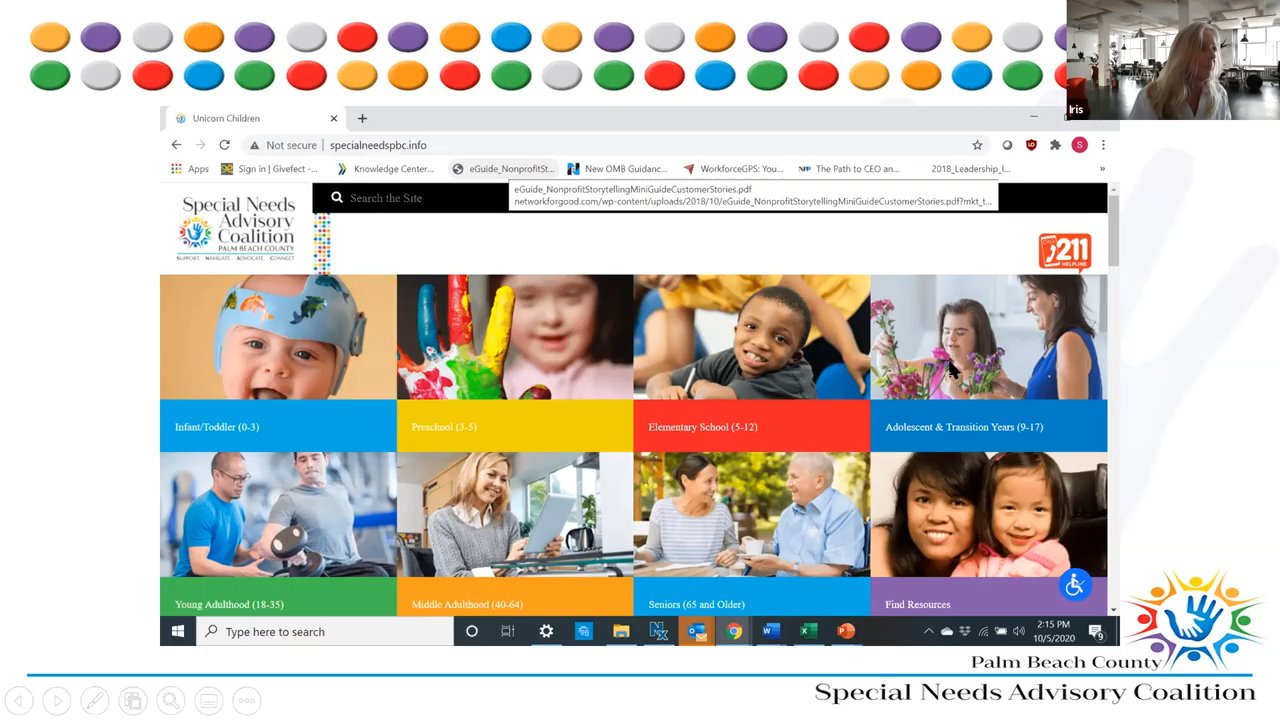 Iris
Unicorn Children
Not secure | specialneedspbc.info
S
Apps
Sign in | Givefect -...
Knowledge Center...
eGuide_NonprofitSt...
New OMB Guidanc...
WorkforceGPS: You...
The Path to CEO an...
2018_Leadership_I...
»
eGuide_NonprofitStorytellingMiniGuideCustomerStories.pdf
networkforgood.com/wp-content/uploads/2018/10/eGuide_NonprofitStorytellingMiniGuideCustomerStories.pdf?mkt_t...
Search the Site
Special Needs
Advisory
Coalition
PALM BEACH COUNTY
SUPPORT. NAVIGATE. ADVOCATE. CONNECT
211
HELPLINE
Infant/Toddler (0-3)
Preschool (3-5)
Elementary School (5-12)
Adolescent & Transition Years (9-17)
Young Adulthood (18-35)
Middle Adulthood (40-64)
Seniors (65 and Older)
Find Resources
Type here to search
2:15 PM
10/5/2020
9
Palm Beach County
Special Needs Advisory Coalition